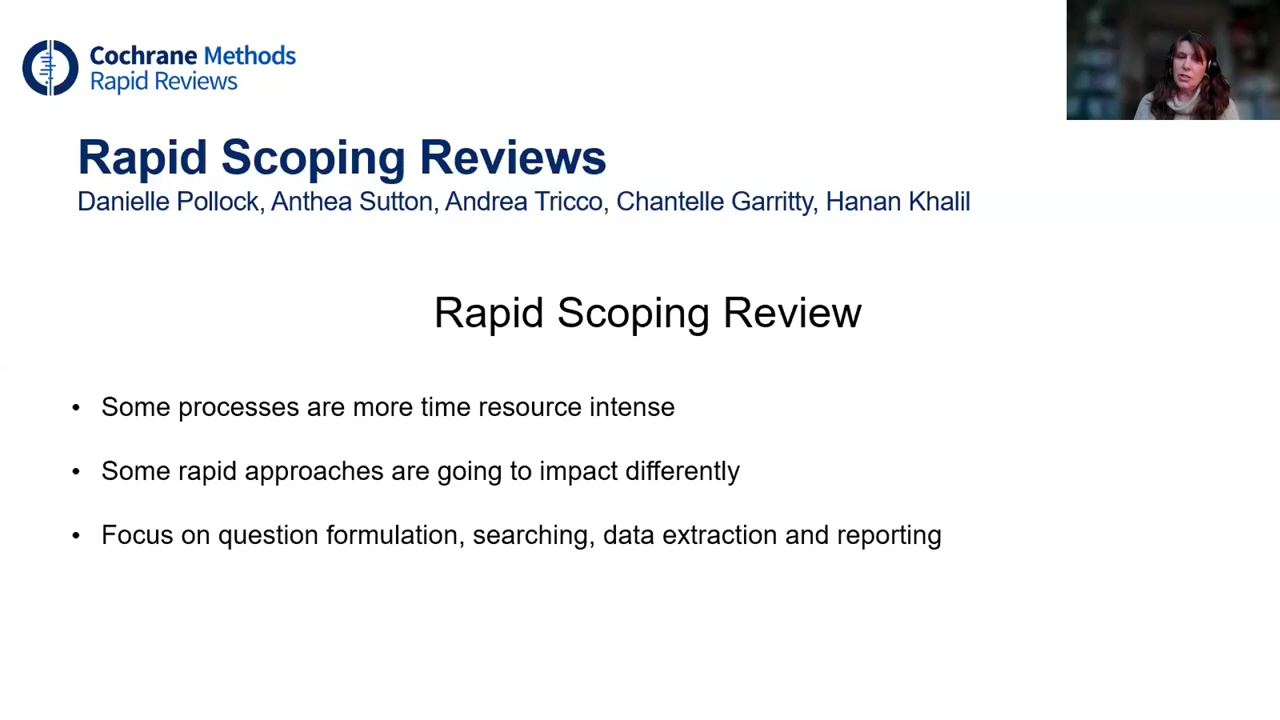 Cochrane Methods
Rapid Reviews
Rapid Scoping Reviews
Danielle Pollock, Anthea Sutton, Andrea Tricco, Chantelle Garritty, Hanan Khalil
Rapid Scoping Review
• Some processes are more time resource intense
• Some rapid approaches are going to impact differently
• Focus on question formulation, searching, data extraction and reporting